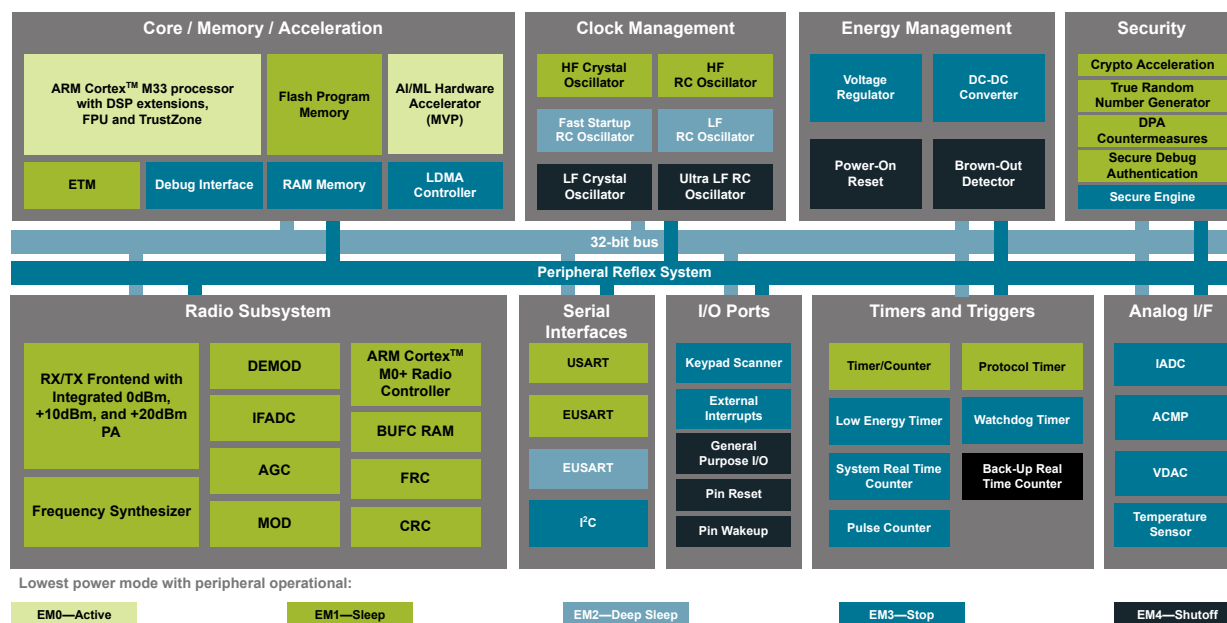 Core / Memory / Acceleration
ARM Cortex™ M33 processor
with DSP extensions,
FPU and TrustZone
Flash Program
Memory
AI/ML Hardware
Accelerator
(MVP)
ETM
Debug Interface
RAM Memory
LDMA
Controller
Clock Management
HF Crystal
Oscillator
HF
RC Oscillator
Fast Startup
RC Oscillator
LF
RC Oscillator
LF Crystal
Oscillator
Ultra LF RC
Oscillator
Energy Management
Voltage
Regulator
DC-DC
Converter
Power-On
Reset
Brown-Out
Detector
Security
Crypto Acceleration
True Random
Number Generator
DPA
Countermeasures
Secure Debug
Authentication
Secure Engine
32-bit bus
Peripheral Reflex System
Radio Subsystem
RX/TX Frontend with
Integrated 0dBm,
+10dBm, and +20dBm
PA
Frequency Synthesizer
DEMOD
IFADC
AGC
MOD
ARM Cortex™
M0+ Radio
Controller
BUFC RAM
FRC
CRC
Serial
Interfaces
USART
EUSART
EUSART
I²C
I/O Ports
Keypad Scanner
External
Interrupts
General
Purpose I/O
Pin Reset
Pin Wakeup
Timers and Triggers
Timer/Counter
Protocol Timer
Low Energy Timer
Watchdog Timer
System Real Time
Counter
Back-Up Real
Time Counter
Pulse Counter
Analog I/F
IADC
ACMP
VDAC
Temperature
Sensor
Lowest power mode with peripheral operational:
EM0—Active
EM1—Sleep
EM2—Deep Sleep
EM3—Stop
EM4—Shutoff